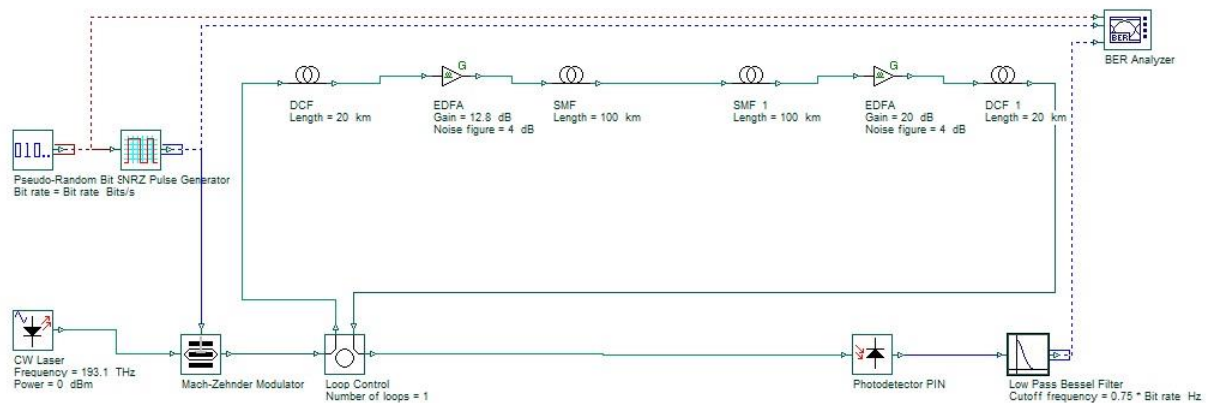 BER
BER Analyzer
G
G
DCF
Length = 20 km
EDFA
Gain = 12.8 dB
Noise figure = 4 dB
SMF
Length = 100 km
SMF 1
Length = 100 km
EDFA
Gain = 20 dB
Noise figure = 4 dB
DCF 1
Length = 20 km
010..
Pseudo-Random Bit SNRZ Pulse Generator
Bit rate = Bit rate Bits/s
CW Laser
Frequency = 193.1 THz
Power = 0 dBm
Mach-Zehnder Modulator
Loop Control
Number of loops = 1
Photodetector PIN
Low Pass Bessel Filter
Cutoff frequency = 0.75 * Bit rate Hz